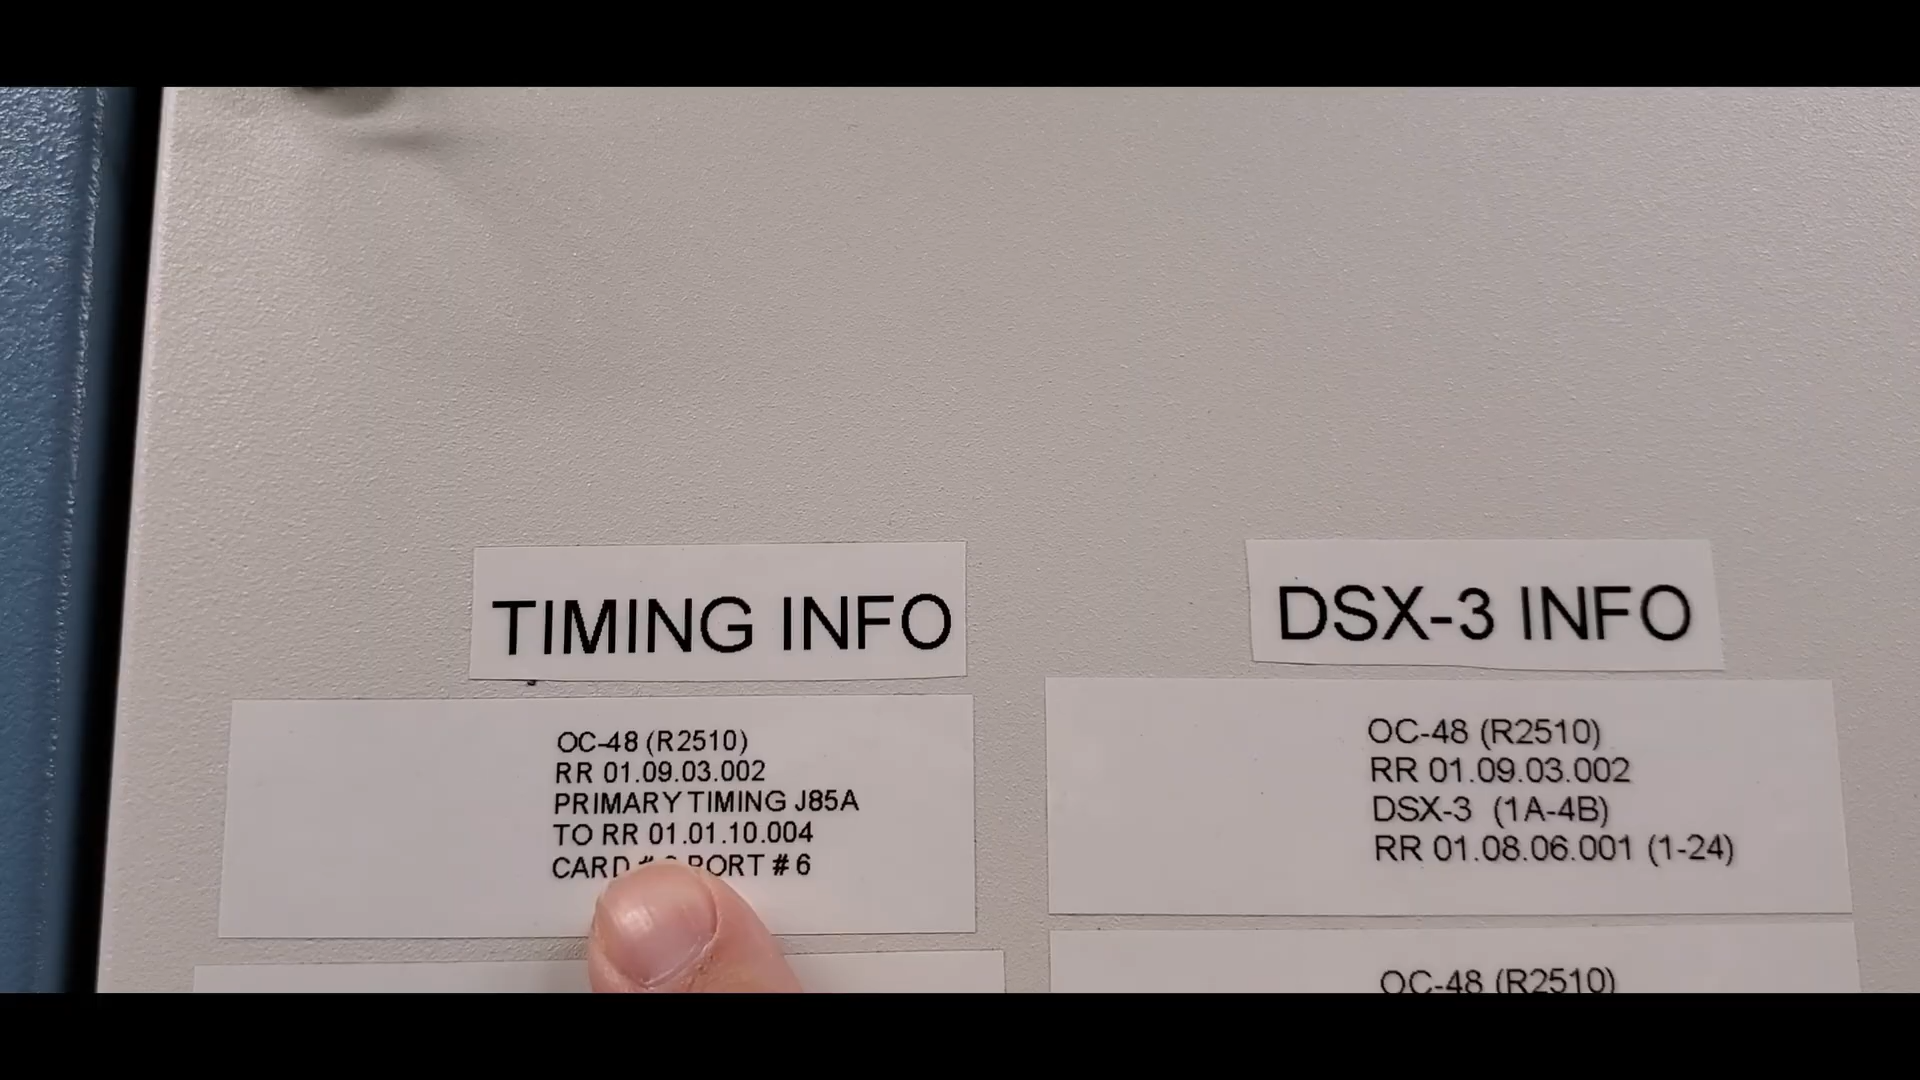 TIMING INFO
OC-48 (R2510)
RR 01.09.03.002
PRIMARY TIMING J85A
TO RR 01.01.10.004
CARD # PORT # 6
DSX-3 INFO
OC-48 (R2510)
RR 01.09.03.002
DSX-3 (1A-4B)
RR 01.08.06.001 (1-24)
OC-48 (R2510)